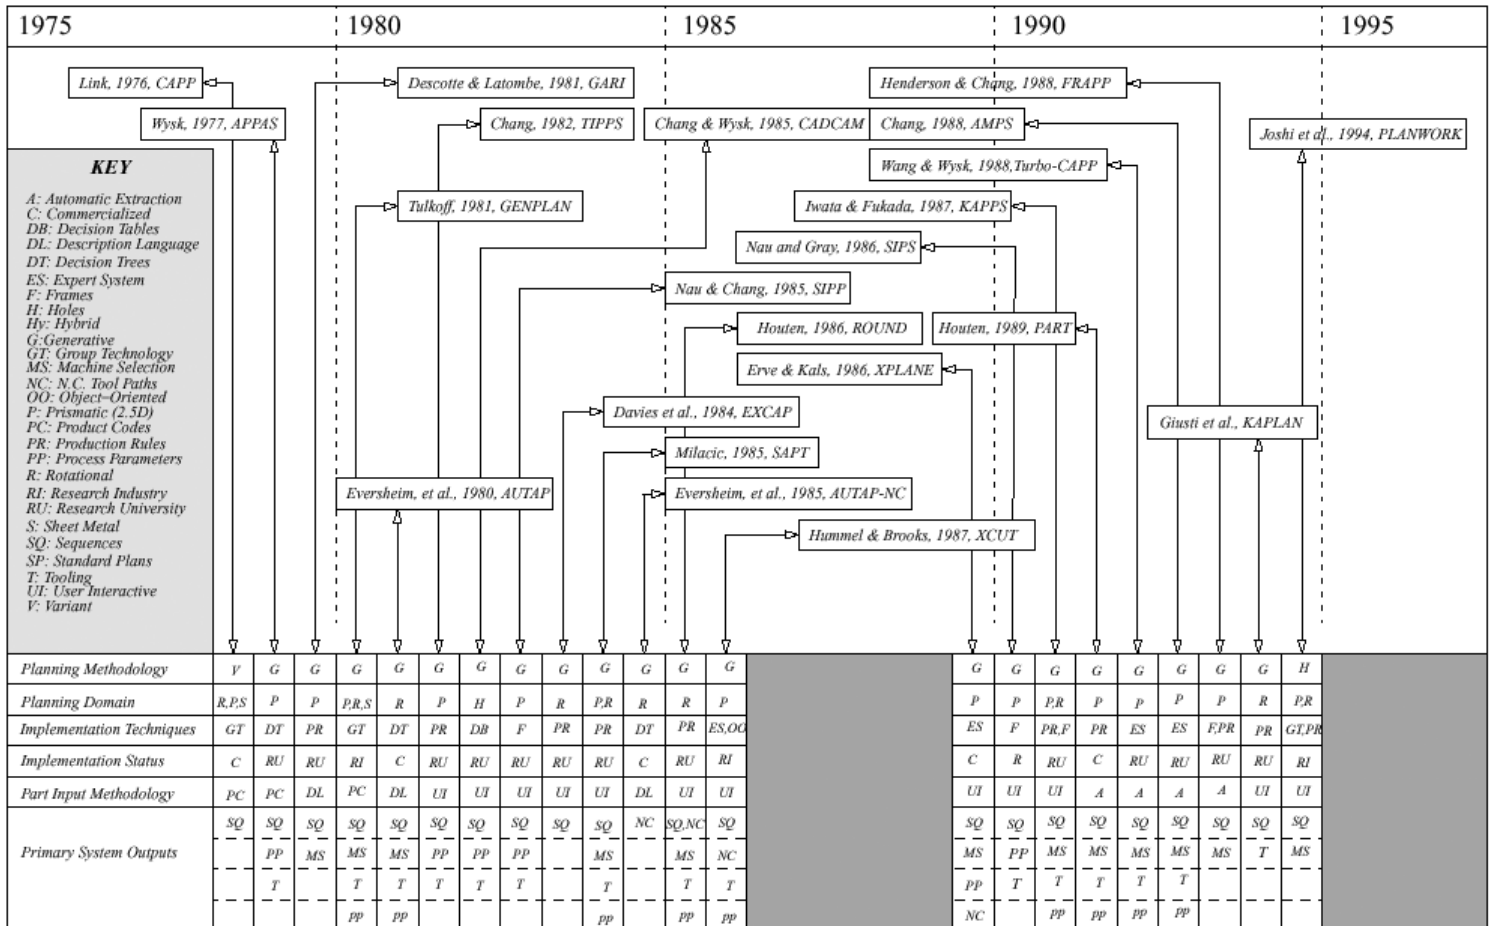 1975 1980 1985 1990 1995
Link, 1976, CAPP
Descotte & Latombe, 1981, GARI
Henderson & Chang, 1988, FRAPP
Wysk, 1977, APPAS
Chang, 1982, TIPPS
Chang & Wysk, 1985, CADCAM
Chang, 1988, AMPS
Joshi et al., 1994, PLANWORK
Wang & Wysk, 1988,Turbo-CAPP
Tulkoff, 1981, GENPLAN
Iwata & Fukada, 1987, KAPPS
Nau and Gray, 1986, SIPS
Nau & Chang, 1985, SIPP
Houten, 1986, ROUND
Houten, 1989, PART
Erve & Kals, 1986, XPLANE
Davies et al., 1984, EXCAP
Giusti et al., KAPLAN
Milacic, 1985, SAPT
Eversheim, et al., 1980, AUTAP
Eversheim, et al., 1985, AUTAP-NC
Hummel & Brooks, 1987, XCUT
KEY
A: Automatic Extraction
C: Commercialized
DB: Decision Tables
DL: Description Language
DT: Decision Trees
ES: Expert System
F: Frames
H: Holes
Hy: Hybrid
G:Generative
GT: Group Technology
MS: Machine Selection
NC: N.C. Tool Paths
OO: Object-Oriented
P: Prismatic (2.5D)
PC: Product Codes
PR: Production Rules
PP: Process Parameters
R: Rotational
RI: Research Industry
RU: Research University
S: Sheet Metal
SQ: Sequences
SP: Standard Plans
T: Tooling
UI: User Interactive
V: Variant
Planning Methodology V G G G G G G G G G G G G G G G G G G G G H
Planning Domain R,P,S P P P,R,S R P H P R P,R R R P P P P,R P P P P R P,R
Implementation Techniques GT DT PR GT DT PR DB F PR PR DT PR ES,OO ES F PR,F PR ES ES F,PR PR GT,PR
Implementation Status C RU RU RI C RU RU RU RU RU C RU RI C R RU C RU RU RU RU RI
Part Input Methodology PC PC DL PC DL UI UI UI UI UI DL UI UI UI UI UI A A A A UI UI
Primary System Outputs
SQ SQ SQ SQ SQ SQ SQ SQ SQ SQ NC SQ,NC SQ SQ SQ SQ SQ SQ SQ SQ SQ SQ
PP MS MS MS PP PP PP MS MS NC MS PP MS MS MS MS MS T MS
T T T T T T T T T PP T T T T T
PP PP PP PP PP NC PP PP PP PP